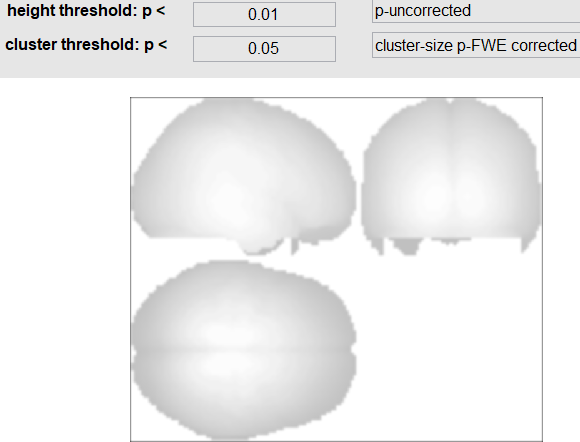 height threshold: p < 0.01 p-uncorrected
cluster threshold: p < 0.05 cluster-size p-FWE corrected